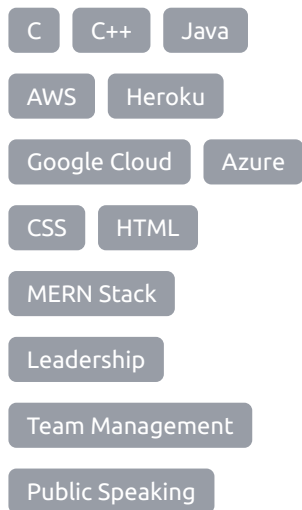 C C++ Java
AWS Heroku
Google Cloud Azure
CSS HTML
MERN Stack
Leadership
Team Management
Public Speaking